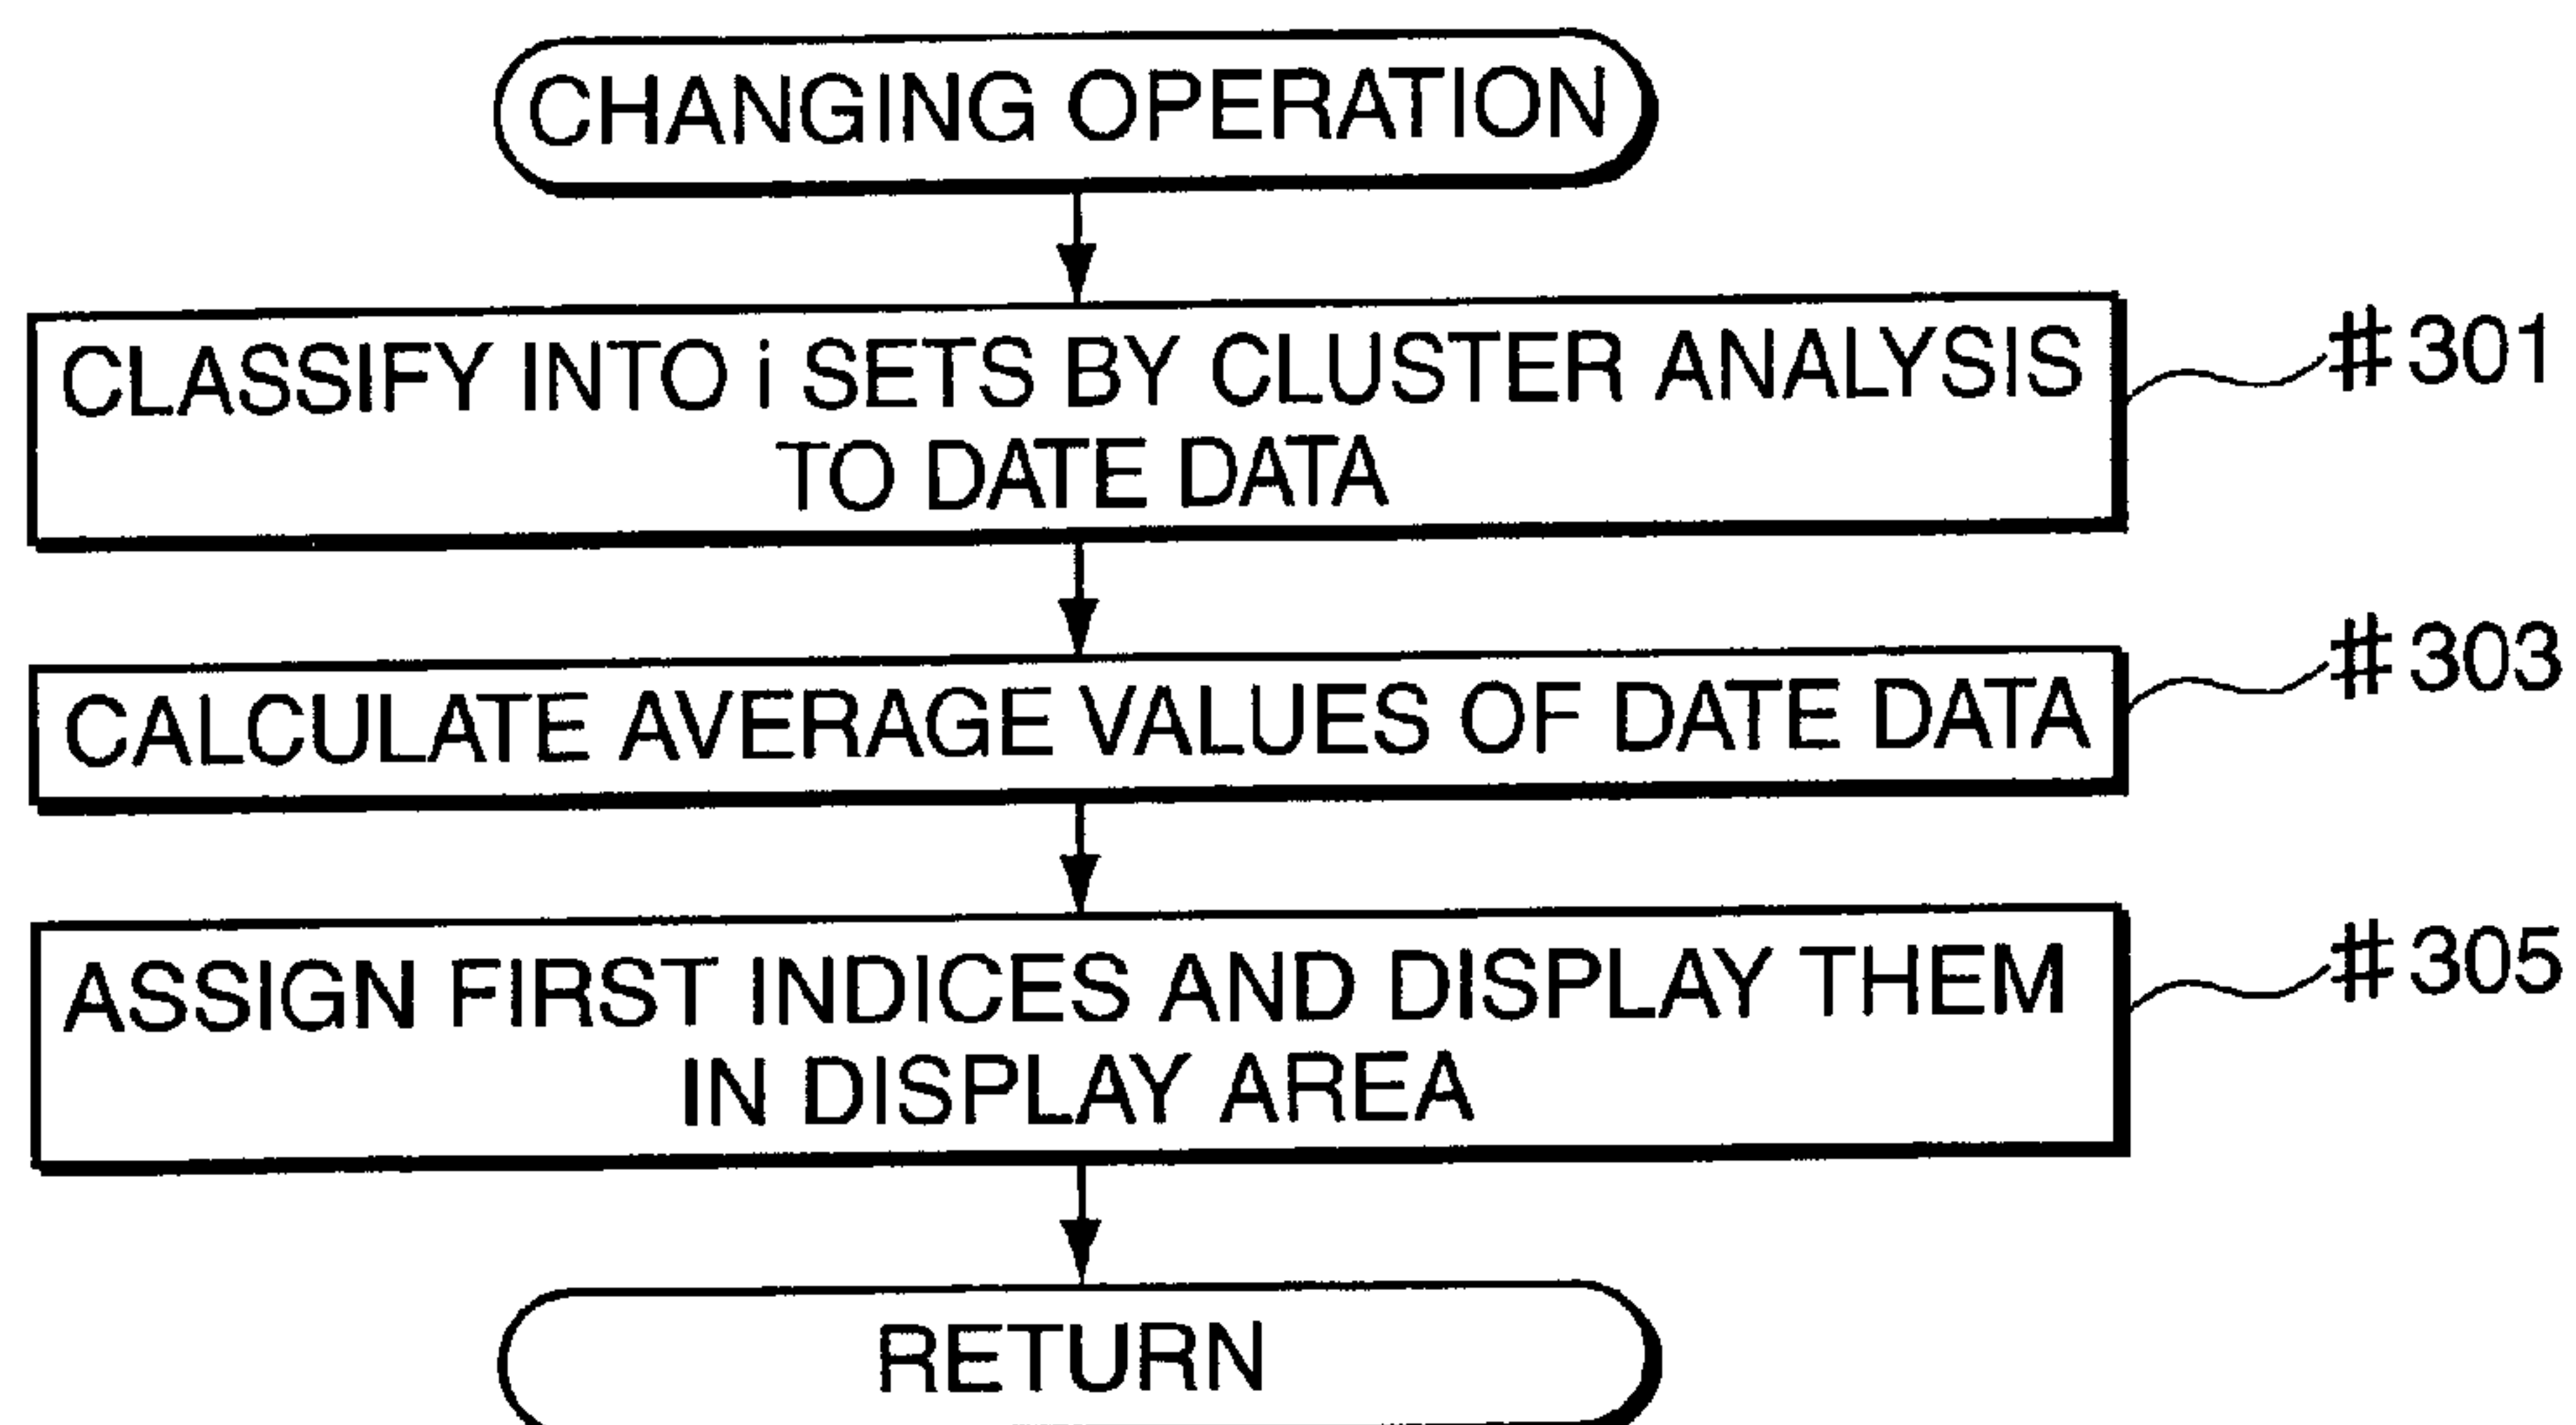 CHANGING OPERATION
CLASSIFY INTO i SETS BY CLUSTER ANALYSIS
TO DATE DATA
#301
CALCULATE AVERAGE VALUES OF DATE DATA
#303
ASSIGN FIRST INDICES AND DISPLAY THEM
IN DISPLAY AREA
#305
RETURN